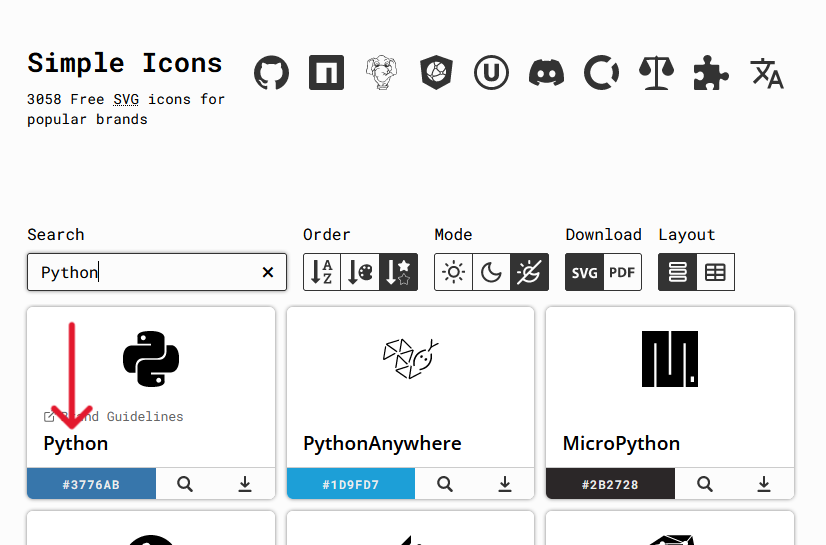 Simple Icons
3058 Free SVG icons for
popular brands
Search
Order
Mode
Download
Layout
Python
SVG PDF
Guidelines
Python
PythonAnywhere
MicroPython
#3776AB
#1D9FD7
#2B2728